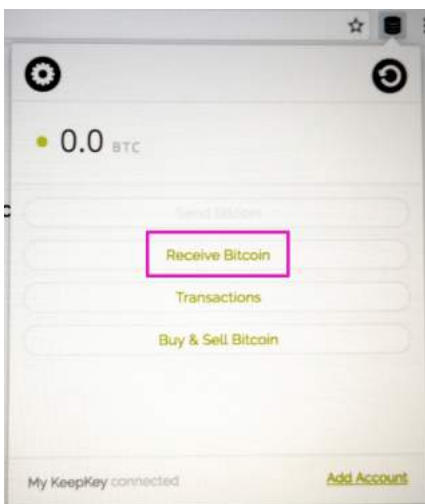 0.0 BTC
Send Bitcoin
Receive Bitcoin
Transactions
Buy & Sell Bitcoin
My KeepKey connected
Add Account